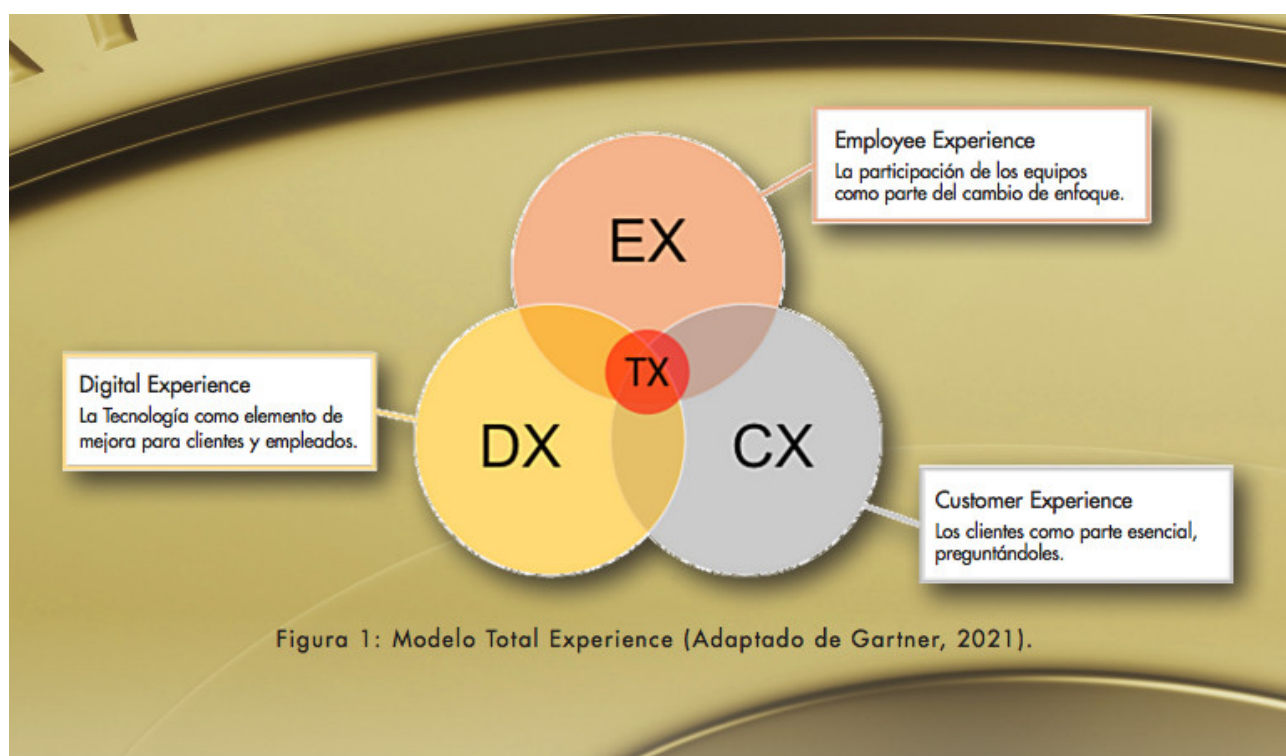 Employee Experience
La participación de los equipos
como parte del cambio de enfoque.
EX
TX
Digital Experience
La Tecnología como elemento de
mejora para clientes y empleados.
DX
CX
Customer Experience
Los clientes como parte esencial,
preguntándoles.
Figura 1: Modelo Total Experience (Adaptado de Gartner, 2021).